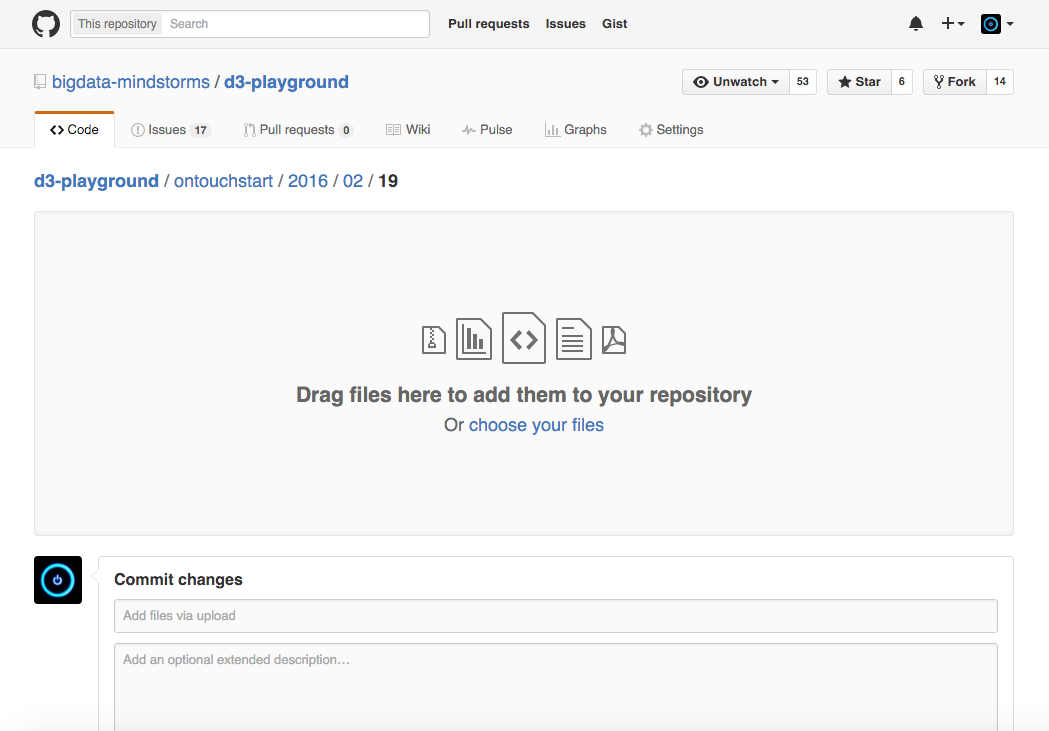 This repository Search Pull requests Issues Gist
bigdata-mindstorms / d3-playground Unwatch 53 Star 6 Fork 14
Code Issues 17 Pull requests 0 Wiki Pulse Graphs Settings
d3-playground / ontouchstart / 2016 / 02 / 19
Drag files here to add them to your repository
Or choose your files
Commit changes
Add files via upload
Add an optional extended description…